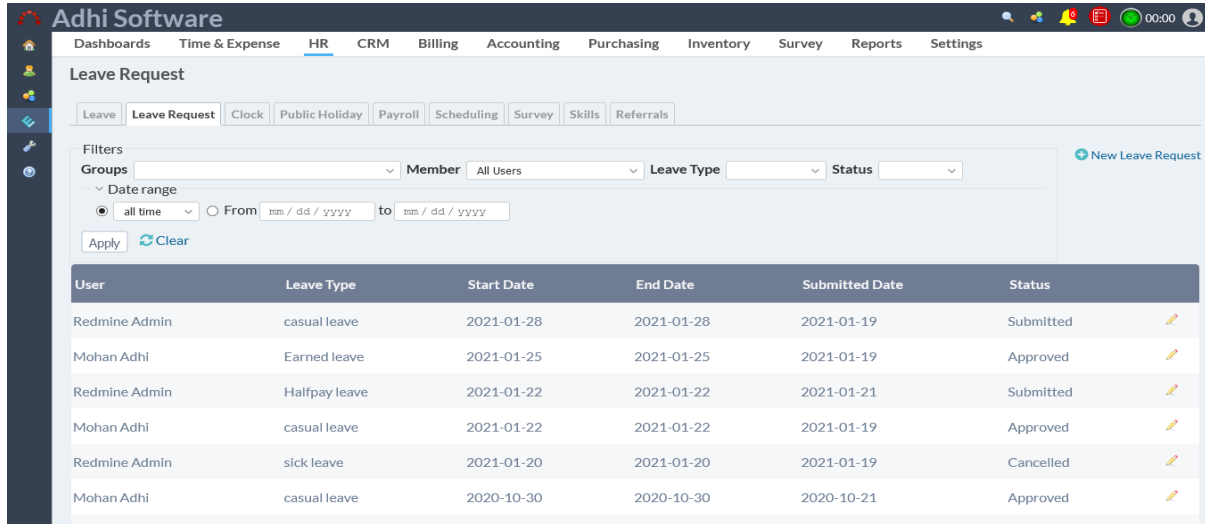 Adhi Software
6
00:00
Dashboards Time & Expense HR CRM Billing Accounting Purchasing Inventory Survey Reports Settings
Leave Request
Leave Leave Request Clock Public Holiday Payroll Scheduling Survey Skills Referrals
Filters
New Leave Request
Groups Member All Users Leave Type Status
Date range
all time From mm / dd / yyyy to mm / dd / yyyy
Apply Clear
User Leave Type Start Date End Date Submitted Date Status
Redmine Admin casual leave 2021-01-28 2021-01-28 2021-01-19 Submitted
Mohan Adhi Earned leave 2021-01-25 2021-01-25 2021-01-19 Approved
Redmine Admin Halfpay leave 2021-01-22 2021-01-22 2021-01-21 Submitted
Mohan Adhi casual leave 2021-01-22 2021-01-22 2021-01-19 Approved
Redmine Admin sick leave 2021-01-20 2021-01-20 2021-01-19 Cancelled
Mohan Adhi casual leave 2020-10-30 2020-10-30 2020-10-21 Approved